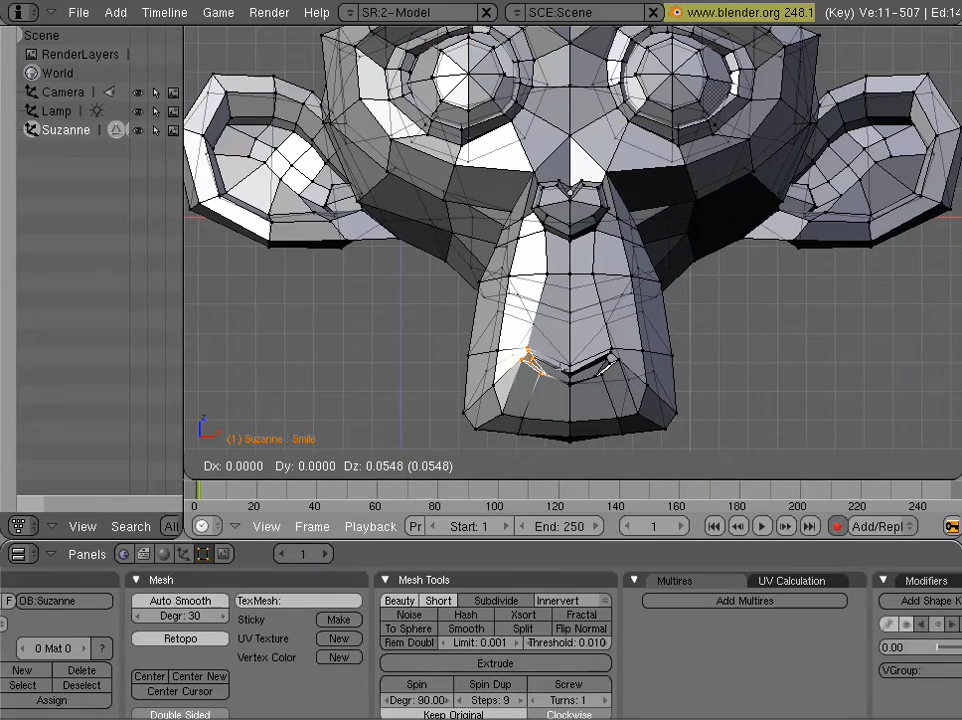 File Add Timeline Game Render Help SR:2-Model SCE:Scene www.blender.org 248.1 (Key) Ve:11-507 | Ed:14
Scene
RenderLayers
World
Camera
Lamp
Suzanne
z
(1) Suzanne : Smile
Dx: 0.0000 Dy: 0.0000 Dz: 0.0548 (0.0548)
0 20 40 60 80 100 120 140 160 180 200 220 240
View Search All View Frame Playback Pr Start: 1 End: 250 1 Add/Repl
Panels 1
Mesh Mesh Tools Multires UV Calculation Modifiers
F OB:Suzanne Auto Smooth TexMesh: Beauty Short Subdivide Innervert Add Multires Add Shape K
Degr: 30 Sticky Make Noise Hash Xsort Fractal
To Sphere Smooth Split Flip Normal
Retopo UV Texture New Rem Doubl Limit: 0.001 Threshold: 0.010
0 Mat 0 ? Vertex Color New 0.00
New Delete Center Center New Extrude VGroup:
Select Deselect Center Cursor Spin Spin Dup Screw
Assign Degr: 90.00 Steps: 9 Turns: 1
Double Sided Keep Original Clockwise